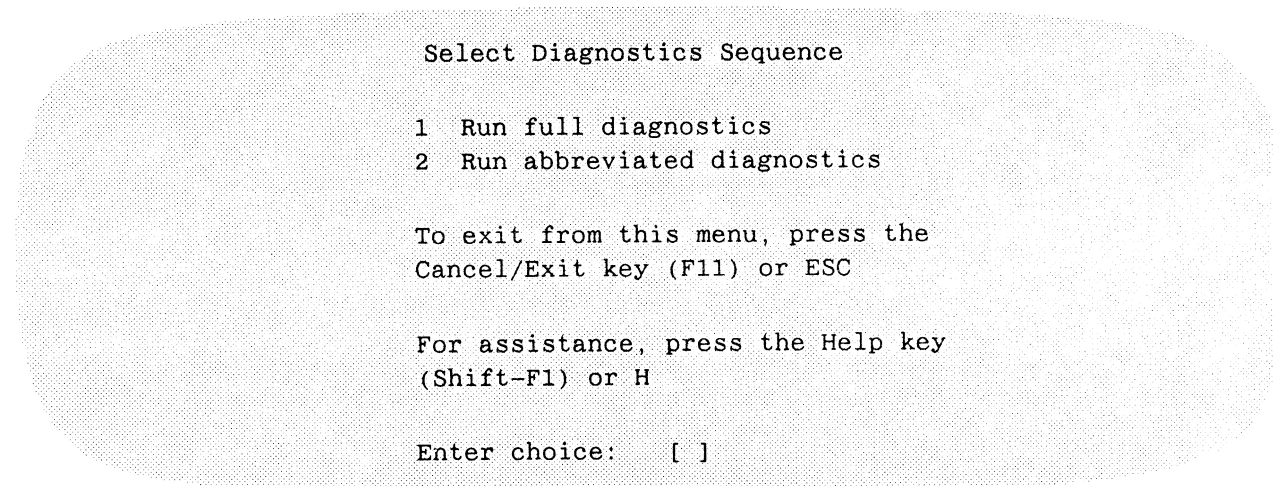 Select Diagnostics Sequence
1 Run full diagnostics
2 Run abbreviated diagnostics
To exit from this menu, press the
Cancel/Exit key (F11) or ESC
For assistance, press the Help key
(Shift-F1) or H
Enter choice: [ ]